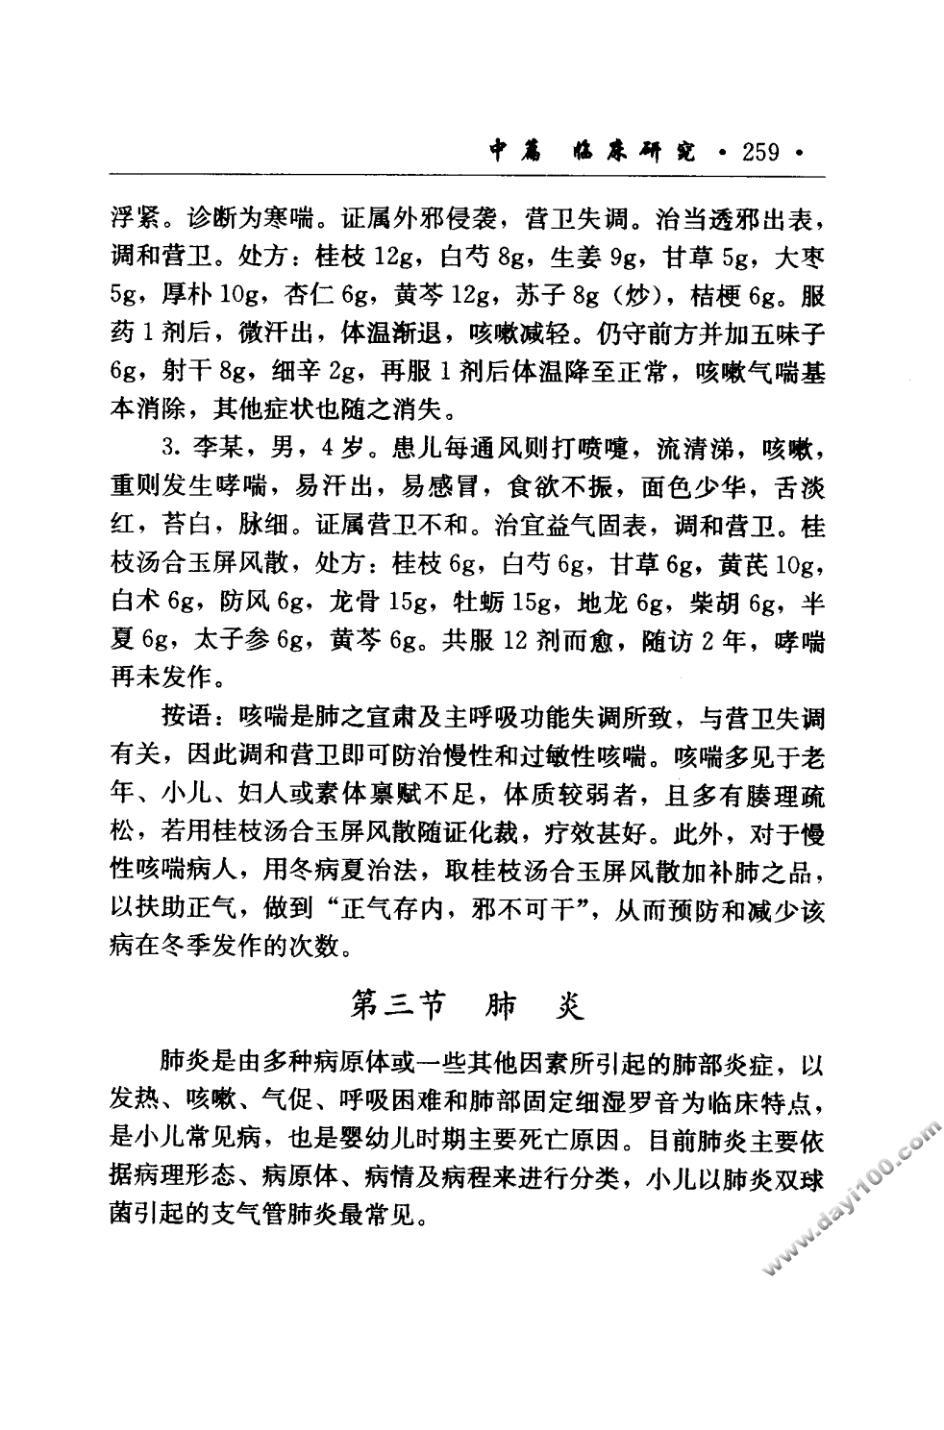 中篇 临床研究 · 259 ·
浮紧。诊断为寒喘。证属外邪侵袭，营卫失调。治当透邪出表，
调和营卫。处方：桂枝 12g，白芍 8g，生姜 9g，甘草 5g，大枣
5g，厚朴 10g，杏仁 6g，黄芩 12g，苏子 8g（炒），桔梗 6g。服
药 1 剂后，微汗出，体温渐退，咳嗽减轻。仍守前方并加五味子
6g，射干 8g，细辛 2g，再服 1 剂后体温降至正常，咳嗽气喘基
本消除，其他症状也随之消失。
3. 李某，男，4 岁。患儿每通风则打喷嚏，流清涕，咳嗽，
重则发生哮喘，易汗出，易感冒，食欲不振，面色少华，舌淡
红，苔白，脉细。证属营卫不和。治宜益气固表，调和营卫。桂
枝汤合玉屏风散，处方：桂枝 6g，白芍 6g，甘草 6g，黄芪 10g，
白术 6g，防风 6g，龙骨 15g，牡蛎 15g，地龙 6g，柴胡 6g，半
夏 6g，太子参 6g，黄芩 6g。共服 12 剂而愈，随访 2 年，哮喘
再未发作。
按语：咳喘是肺之宣肃及主呼吸功能失调所致，与营卫失调
有关，因此调和营卫即可防治慢性和过敏性咳喘。咳喘多见于老
年、小儿、妇人或素体禀赋不足，体质较弱者，且多有腠理疏
松，若用桂枝汤合玉屏风散随证化裁，疗效甚好。此外，对于慢
性咳喘病人，用冬病夏治法，取桂枝汤合玉屏风散加补肺之品，
以扶助正气，做到“正气存内，邪不可干”，从而预防和减少该
病在冬季发作的次数。
第三节 肺 炎
肺炎是由多种病原体或一些其他因素所引起的肺部炎症，以
发热、咳嗽、气促、呼吸困难和肺部固定细湿罗音为临床特点，
是小儿常见病，也是婴幼儿时期主要死亡原因。目前肺炎主要依
据病理形态、病原体、病情及病程来进行分类，小儿以肺炎双球
菌引起的支气管肺炎最常见。
www.dayi100.com